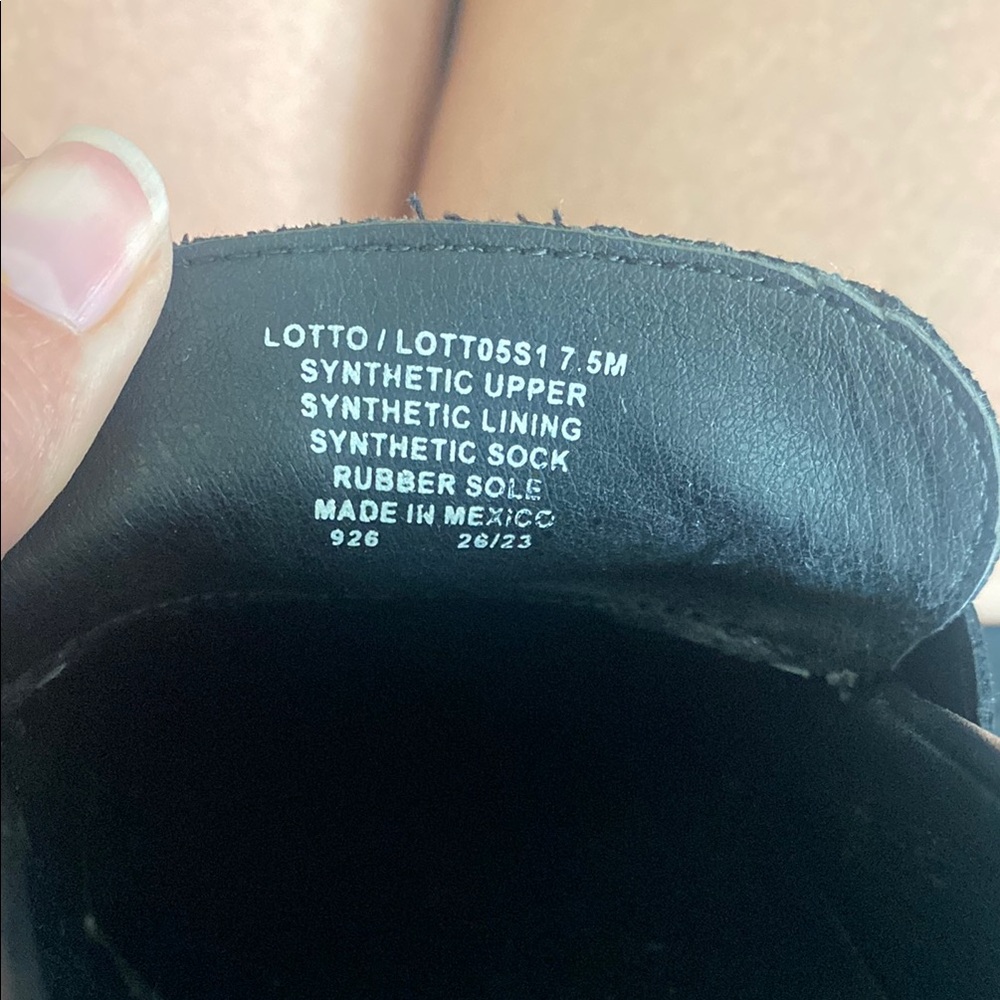 LOTTO / LOTT05S1 7.5M
SYNTHETIC UPPER
SYNTHETIC LINING
SYNTHETIC SOCK
RUBBER SOLE
MADE IN MEXICO
926 26/23